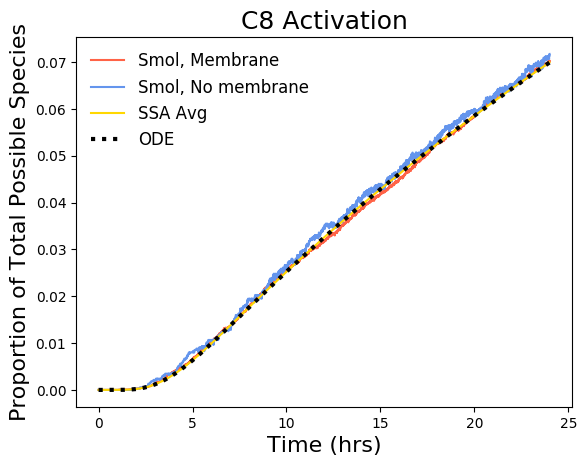 C8 Activation
Proportion of Total Possible Species
0.07
0.06
0.05
0.04
0.03
0.02
0.01
0.00
Smol, Membrane
Smol, No membrane
SSA Avg
ODE
0 5 10 15 20 25
Time (hrs)